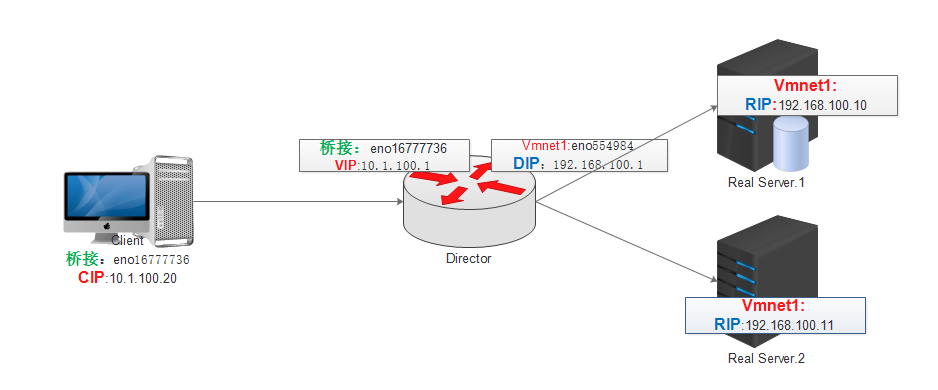 Vmnet1:
RIP:192.168.100.10
Real Server.1
桥接：eno16777736
VIP:10.1.100.1
Vmnet1:eno554984
DIP：192.168.100.1
Director
Client
桥接：eno16777736
CIP:10.1.100.20
Vmnet1:
RIP:192.168.100.11
Real Server.2